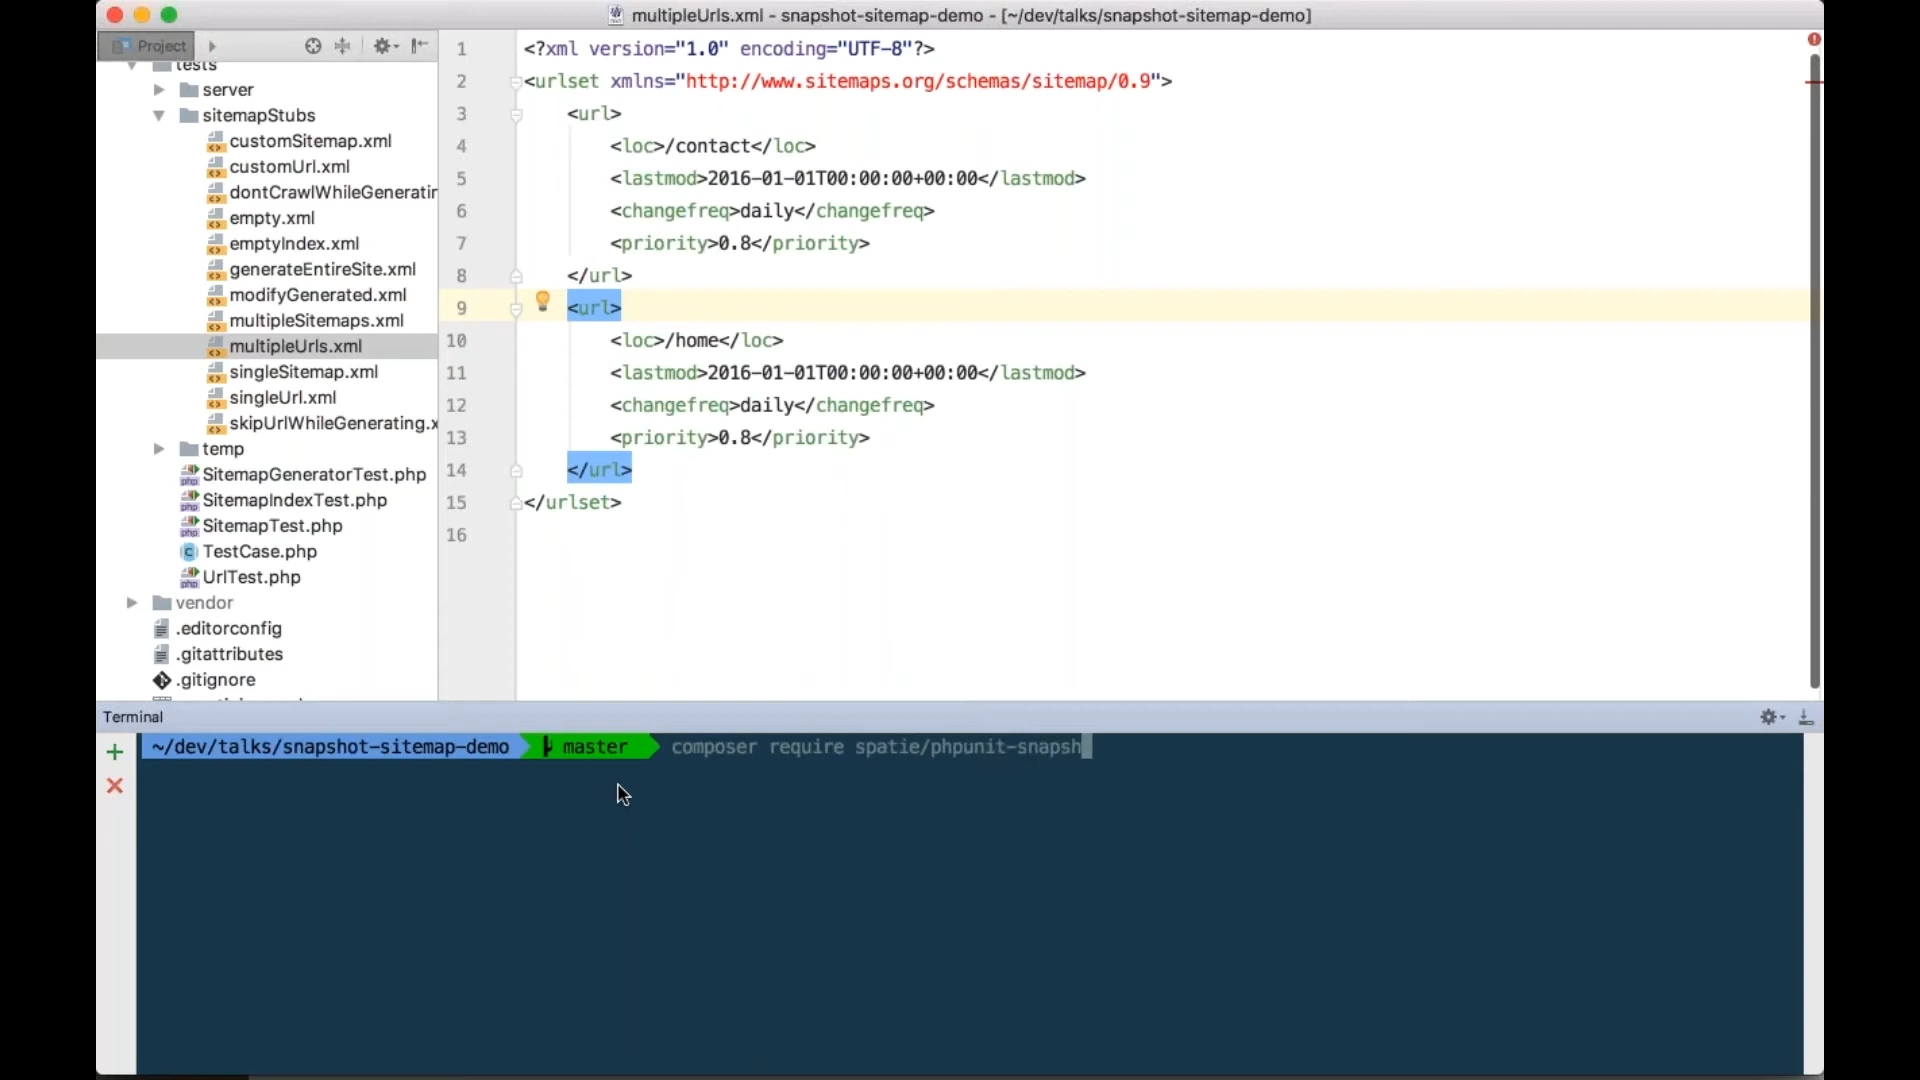 multipleUrls.xml - snapshot-sitemap-demo - [~/dev/talks/snapshot-sitemap-demo]
Project
tests
server
sitemapStubs
customSitemap.xml
customUrl.xml
dontCrawlWhileGeneratin
empty.xml
emptyIndex.xml
generateEntireSite.xml
modifyGenerated.xml
multipleSitemaps.xml
multipleUrls.xml
singleSitemap.xml
singleUrl.xml
skipUrlWhileGenerating.x
temp
SitemapGeneratorTest.php
SitemapIndexTest.php
SitemapTest.php
TestCase.php
UrlTest.php
vendor
.editorconfig
.gitattributes
.gitignore
1 <?xml version="1.0" encoding="UTF-8"?>
2 <urlset xmlns="http://www.sitemaps.org/schemas/sitemap/0.9">
3 <url>
4 <loc>/contact</loc>
5 <lastmod>2016-01-01T00:00:00+00:00</lastmod>
6 <changefreq>daily</changefreq>
7 <priority>0.8</priority>
8 </url>
9 <url>
10 <loc>/home</loc>
11 <lastmod>2016-01-01T00:00:00+00:00</lastmod>
12 <changefreq>daily</changefreq>
13 <priority>0.8</priority>
14 </url>
15 </urlset>
16
Terminal
~/dev/talks/snapshot-sitemap-demo master composer require spatie/phpunit-snapsh